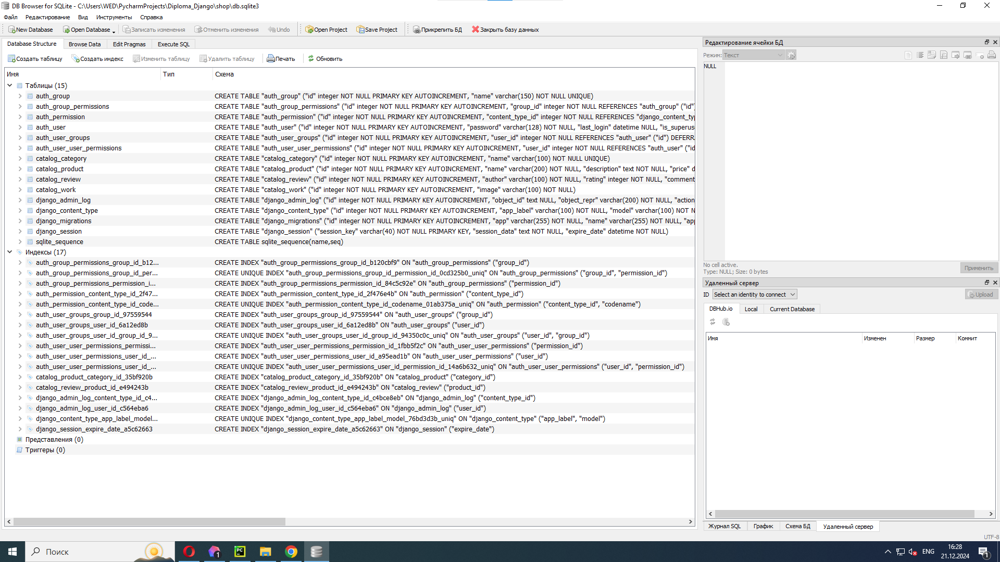 DB Browser for SQLite - C:\Users\WED\PycharmProjects\Diploma_Django\shop\db.sqlite3
Файл Редактирование Вид Инструменты Справка
New Database Open Database Записать изменения Отменить изменения Undo Open Project Save Project Прикрепить БД Закрыть базу данных
Database Structure Browse Data Edit Pragmas Execute SQL
Создать таблицу Создать индекс Изменить таблицу Удалить таблицу Печать Обновить
Имя Тип Схема
Таблицы (15)
auth_group CREATE TABLE "auth_group" ("id" integer NOT NULL PRIMARY KEY AUTOINCREMENT, "name" varchar(150) NOT NULL UNIQUE)
auth_group_permissions CREATE TABLE "auth_group_permissions" ("id" integer NOT NULL PRIMARY KEY AUTOINCREMENT, "group_id" integer NOT NULL REFERENCES "auth_group" ("id")
auth_permission CREATE TABLE "auth_permission" ("id" integer NOT NULL PRIMARY KEY AUTOINCREMENT, "content_type_id" integer NOT NULL REFERENCES "django_content_typ
auth_user CREATE TABLE "auth_user" ("id" integer NOT NULL PRIMARY KEY AUTOINCREMENT, "password" varchar(128) NOT NULL, "last_login" datetime NULL, "is_superus
auth_user_groups CREATE TABLE "auth_user_groups" ("id" integer NOT NULL PRIMARY KEY AUTOINCREMENT, "user_id" integer NOT NULL REFERENCES "auth_user" ("id") DEFERRA
auth_user_user_permissions CREATE TABLE "auth_user_user_permissions" ("id" integer NOT NULL PRIMARY KEY AUTOINCREMENT, "user_id" integer NOT NULL REFERENCES "auth_user" ("id
catalog_category CREATE TABLE "catalog_category" ("id" integer NOT NULL PRIMARY KEY AUTOINCREMENT, "name" varchar(100) NOT NULL UNIQUE)
catalog_product CREATE TABLE "catalog_product" ("id" integer NOT NULL PRIMARY KEY AUTOINCREMENT, "name" varchar(200) NOT NULL, "description" text NOT NULL, "price" d
catalog_review CREATE TABLE "catalog_review" ("id" integer NOT NULL PRIMARY KEY AUTOINCREMENT, "author" varchar(100) NOT NULL, "rating" integer NOT NULL, "comment
catalog_work CREATE TABLE "catalog_work" ("id" integer NOT NULL PRIMARY KEY AUTOINCREMENT, "image" varchar(100) NOT NULL)
django_admin_log CREATE TABLE "django_admin_log" ("id" integer NOT NULL PRIMARY KEY AUTOINCREMENT, "object_id" text NULL, "object_repr" varchar(200) NOT NULL, "action
django_content_type CREATE TABLE "django_content_type" ("id" integer NOT NULL PRIMARY KEY AUTOINCREMENT, "app_label" varchar(100) NOT NULL, "model" varchar(100) NOT N
django_migrations CREATE TABLE "django_migrations" ("id" integer NOT NULL PRIMARY KEY AUTOINCREMENT, "app" varchar(255) NOT NULL, "name" varchar(255) NOT NULL, "app
django_session CREATE TABLE "django_session" ("session_key" varchar(40) NOT NULL PRIMARY KEY, "session_data" text NOT NULL, "expire_date" datetime NOT NULL)
sqlite_sequence CREATE TABLE sqlite_sequence(name,seq)
Индексы (17)
auth_group_permissions_group_id_b12... CREATE INDEX "auth_group_permissions_group_id_b120cbf9" ON "auth_group_permissions" ("group_id")
auth_group_permissions_group_id_per... CREATE UNIQUE INDEX "auth_group_permissions_group_id_permission_id_0cd325b0_uniq" ON "auth_group_permissions" ("group_id", "permission_id")
auth_group_permissions_permission_i... CREATE INDEX "auth_group_permissions_permission_id_84c5c92e" ON "auth_group_permissions" ("permission_id")
auth_permission_content_type_id_2f47... CREATE INDEX "auth_permission_content_type_id_2f476e4b" ON "auth_permission" ("content_type_id")
auth_permission_content_type_id_code... CREATE UNIQUE INDEX "auth_permission_content_type_id_codename_01ab375a_uniq" ON "auth_permission" ("content_type_id", "codename")
auth_user_groups_group_id_97559544 CREATE INDEX "auth_user_groups_group_id_97559544" ON "auth_user_groups" ("group_id")
auth_user_groups_user_id_6a12ed8b CREATE INDEX "auth_user_groups_user_id_6a12ed8b" ON "auth_user_groups" ("user_id")
auth_user_groups_user_id_group_id_9... CREATE UNIQUE INDEX "auth_user_groups_user_id_group_id_94350c0c_uniq" ON "auth_user_groups" ("user_id", "group_id")
auth_user_user_permissions_permissi... CREATE INDEX "auth_user_user_permissions_permission_id_1fbb5f2c" ON "auth_user_user_permissions" ("permission_id")
auth_user_user_permissions_user_id_... CREATE INDEX "auth_user_user_permissions_user_id_a95ead1b" ON "auth_user_user_permissions" ("user_id")
auth_user_user_permissions_user_id_... CREATE UNIQUE INDEX "auth_user_user_permissions_user_id_permission_id_14a6b632_uniq" ON "auth_user_user_permissions" ("user_id", "permission_id")
catalog_product_category_id_35bf920b CREATE INDEX "catalog_product_category_id_35bf920b" ON "catalog_product" ("category_id")
catalog_review_product_id_e494243b CREATE INDEX "catalog_review_product_id_e494243b" ON "catalog_review" ("product_id")
django_admin_log_content_type_id_c4... CREATE INDEX "django_admin_log_content_type_id_c4bce8eb" ON "django_admin_log" ("content_type_id")
django_admin_log_user_id_c564eba6 CREATE INDEX "django_admin_log_user_id_c564eba6" ON "django_admin_log" ("user_id")
django_content_type_app_label_model... CREATE UNIQUE INDEX "django_content_type_app_label_model_76bd3d3b_uniq" ON "django_content_type" ("app_label", "model")
django_session_expire_date_a5c62663 CREATE INDEX "django_session_expire_date_a5c62663" ON "django_session" ("expire_date")
Представления (0)
Триггеры (0)
Редактирование ячейки БД
Режим: Текст
NULL
No cell active.
Type: NULL; Size: 0 bytes
Применить
Удаленный сервер
ID Select an identity to connect Upload
DBHub.io Local Current Database
Имя Изменен Размер Коммит
Журнал SQL График Схема БД Удаленный сервер
UTF-8
Поиск
1
PC
ENG
16:28
21.12.2024
1